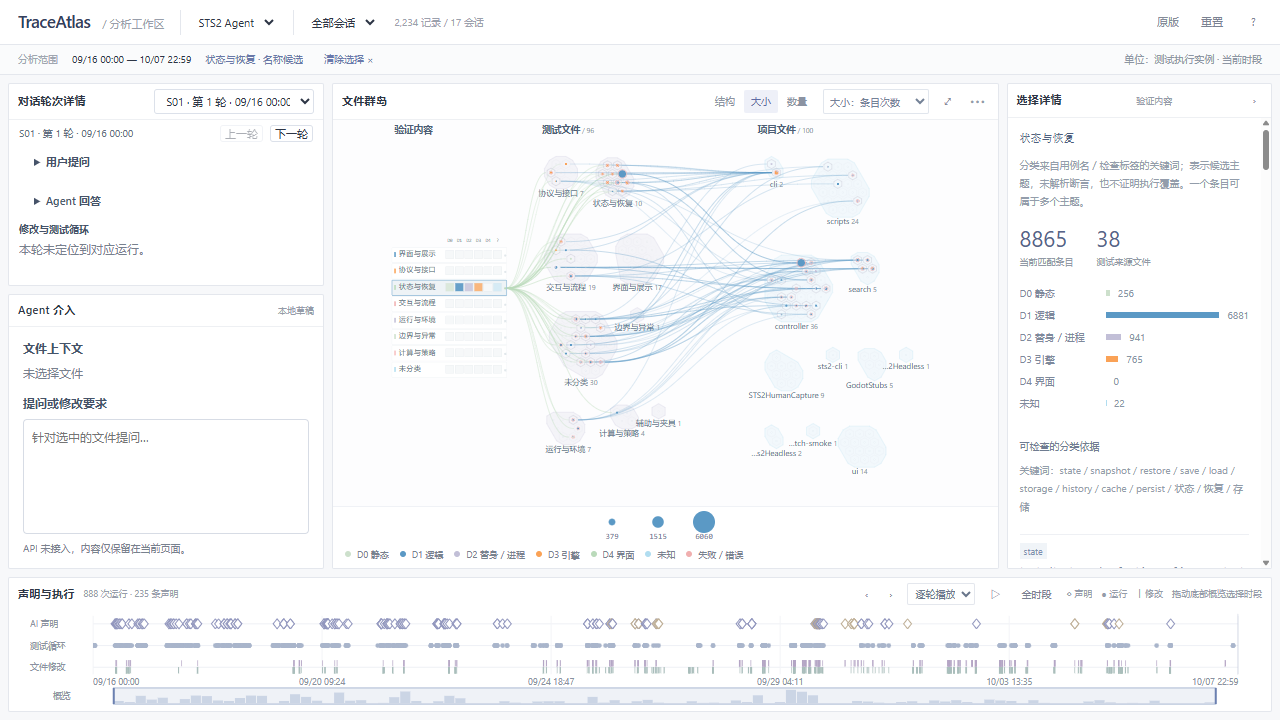 TraceAtlas / 分析工作区 STS2 Agent 全部会话 2,234 记录 / 17 会话 原版 重置 ?
分析范围 09/16 00:00 — 10/07 22:59 状态与恢复 · 名称候选 清除选择 × 单位：测试执行实例 · 当前时段
对话轮次详情 S01 · 第 1 轮 · 09/16 00:00
S01 · 第 1 轮 · 09/16 00:00 上一轮 下一轮
▶ 用户提问
▶ Agent 回答
修改与测试循环
本轮未定位到对应运行。
Agent 介入 本地草稿
文件上下文
未选择文件
提问或修改要求
针对选中的文件提问...
API 未接入，内容仅保留在当前页面。
文件群岛 结构 大小 数量 大小：条目次数
验证内容 测试文件 / 96 项目文件 / 100
界面与展示
协议与接口
状态与恢复
交互与流程
运行与环境
边界与异常
计算与策略
未分类
协议与接口 7
状态与恢复 10
交互与流程 19
界面与展示 17
边界与异常
未分类 30
辅助与夹具 1
计算与策略 4
运行与环境 7
cli 2
scripts 24
search 5
controller 36
sts2-cli 1
...2Headless 1
GodotStubs 5
STS2HumanCapture 9
...tch-smoke 1
...s2Headless 2
ui 14
379 1515 6060
D0 静态 D1 逻辑 D2 替身 / 进程 D3 引擎 D4 界面 未知 失败 / 错误
选择详情 验证内容
状态与恢复
分类来自用例名 / 检查标签的关键词；表示候选主
题，未解析断言，也不证明执行覆盖。一个条目可
属于多个主题。
8865 38
当前匹配条目 测试来源文件
D0 静态 256
D1 逻辑 6881
D2 替身 / 进程 941
D3 引擎 765
D4 界面 0
未知 22
可检查的分类依据
关键词：state / snapshot / restore / save / load /
storage / history / cache / persist / 状态 / 恢复 / 存
储
state
声明与执行 888 次运行 · 235 条声明 逐轮播放 全时段 声明 运行 修改 拖动底部概览选择时段
AI 声明
测试循环
文件修改
09/16 00:00 09/20 09:24 09/24 18:47 09/29 04:11 10/03 13:35 10/07 22:59
概览